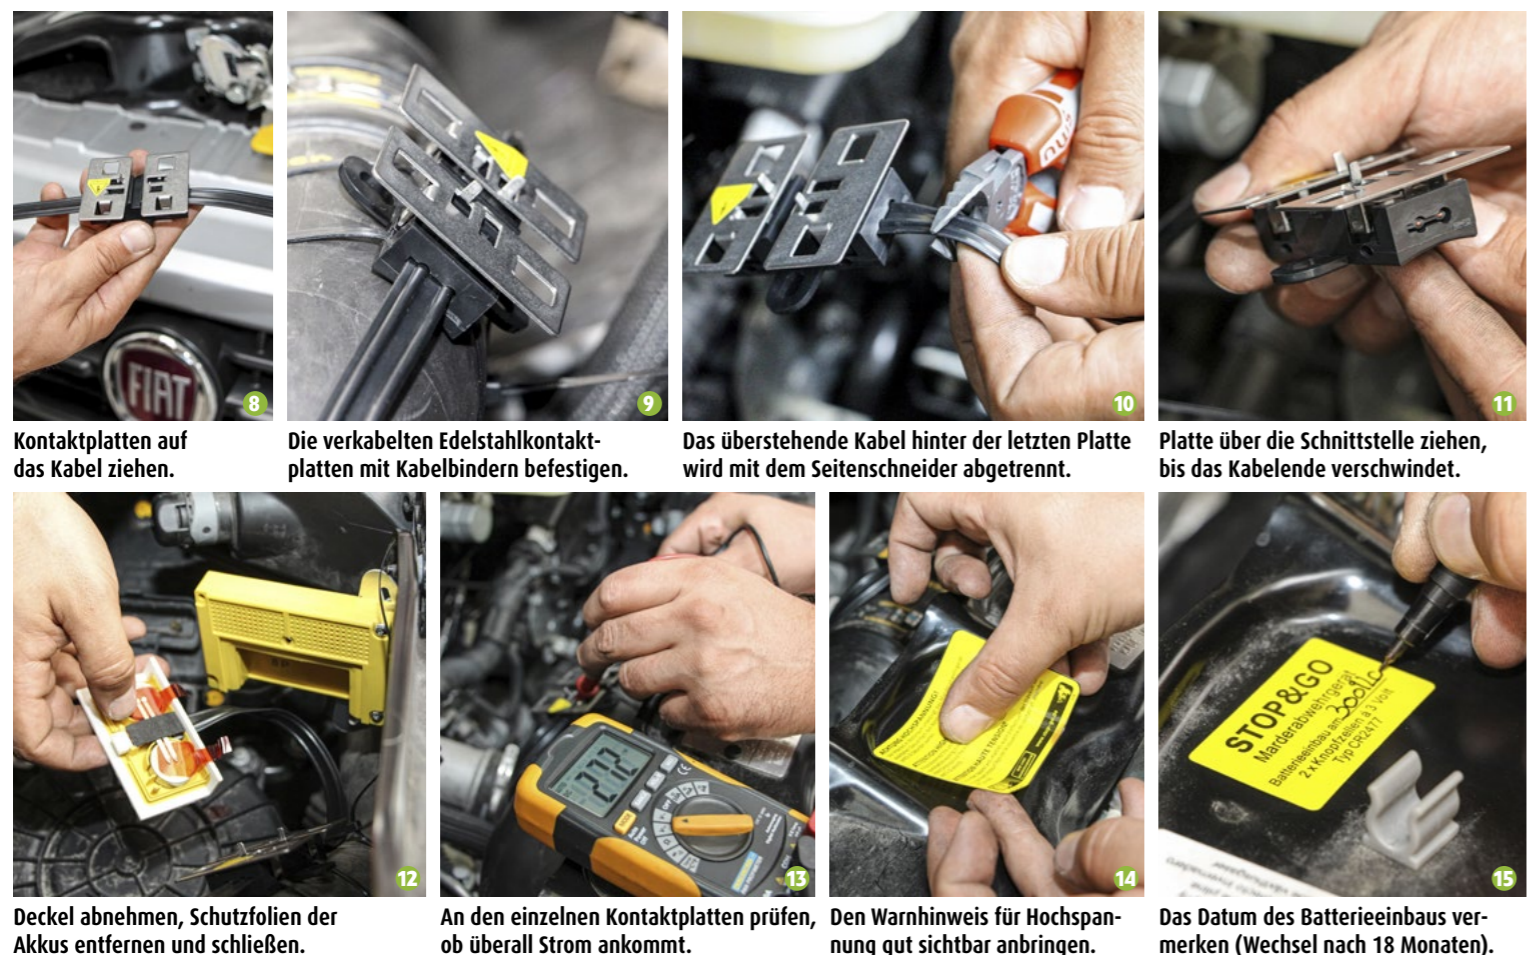 FIAT
8
9
10
11
Kontaktplatten auf
das Kabel ziehen.
Die verkabelten Edelstahlkontakt-
platten mit Kabelbindern befestigen.
Das überstehende Kabel hinter der letzten Platte
wird mit dem Seitenschneider abgetrennt.
Platte über die Schnittstelle ziehen,
bis das Kabelende verschwindet.
272
STOP&GO
Marderabwehrgerät
Batterieeinbau am
2x Knopfzellen à 3 Volt
Typ CR2477
12
13
14
15
Deckel abnehmen, Schutzfolien der
Akkus entfernen und schließen.
An den einzelnen Kontaktplatten prüfen,
ob überall Strom ankommt.
Den Warnhinweis für Hochspan-
nung gut sichtbar anbringen.
Das Datum des Batterieeinbaus ver-
merken (Wechsel nach 18 Monaten).